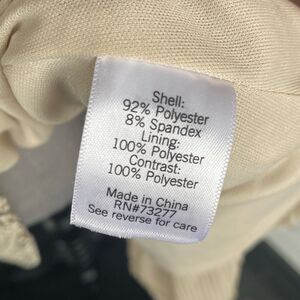 Shell:
92% Polyester
8% Spandex
Lining:
100% Polyester
Contrast:
100% Polyester
Made in China
RN#73277
See reverse for care